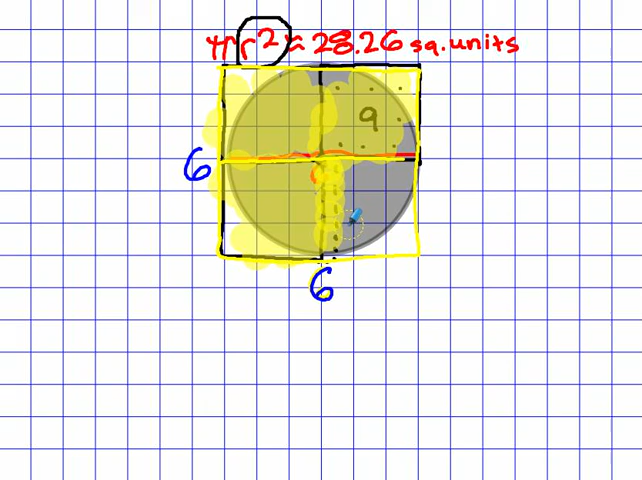 πr² ≈ 28.26 sq. units
9
6
6